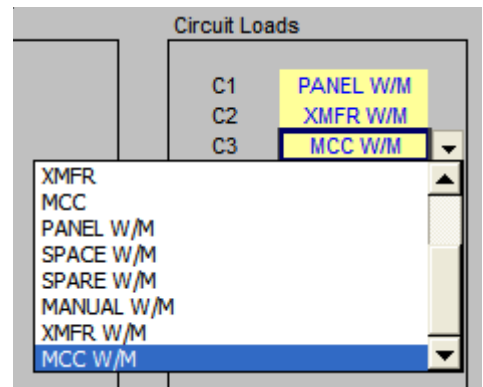 Circuit Loads
C1 PANEL W/M
C2 XMFR W/M
C3 MCC W/M
XMFR
MCC
PANEL W/M
SPACE W/M
SPARE W/M
MANUAL W/M
XMFR W/M
MCC W/M